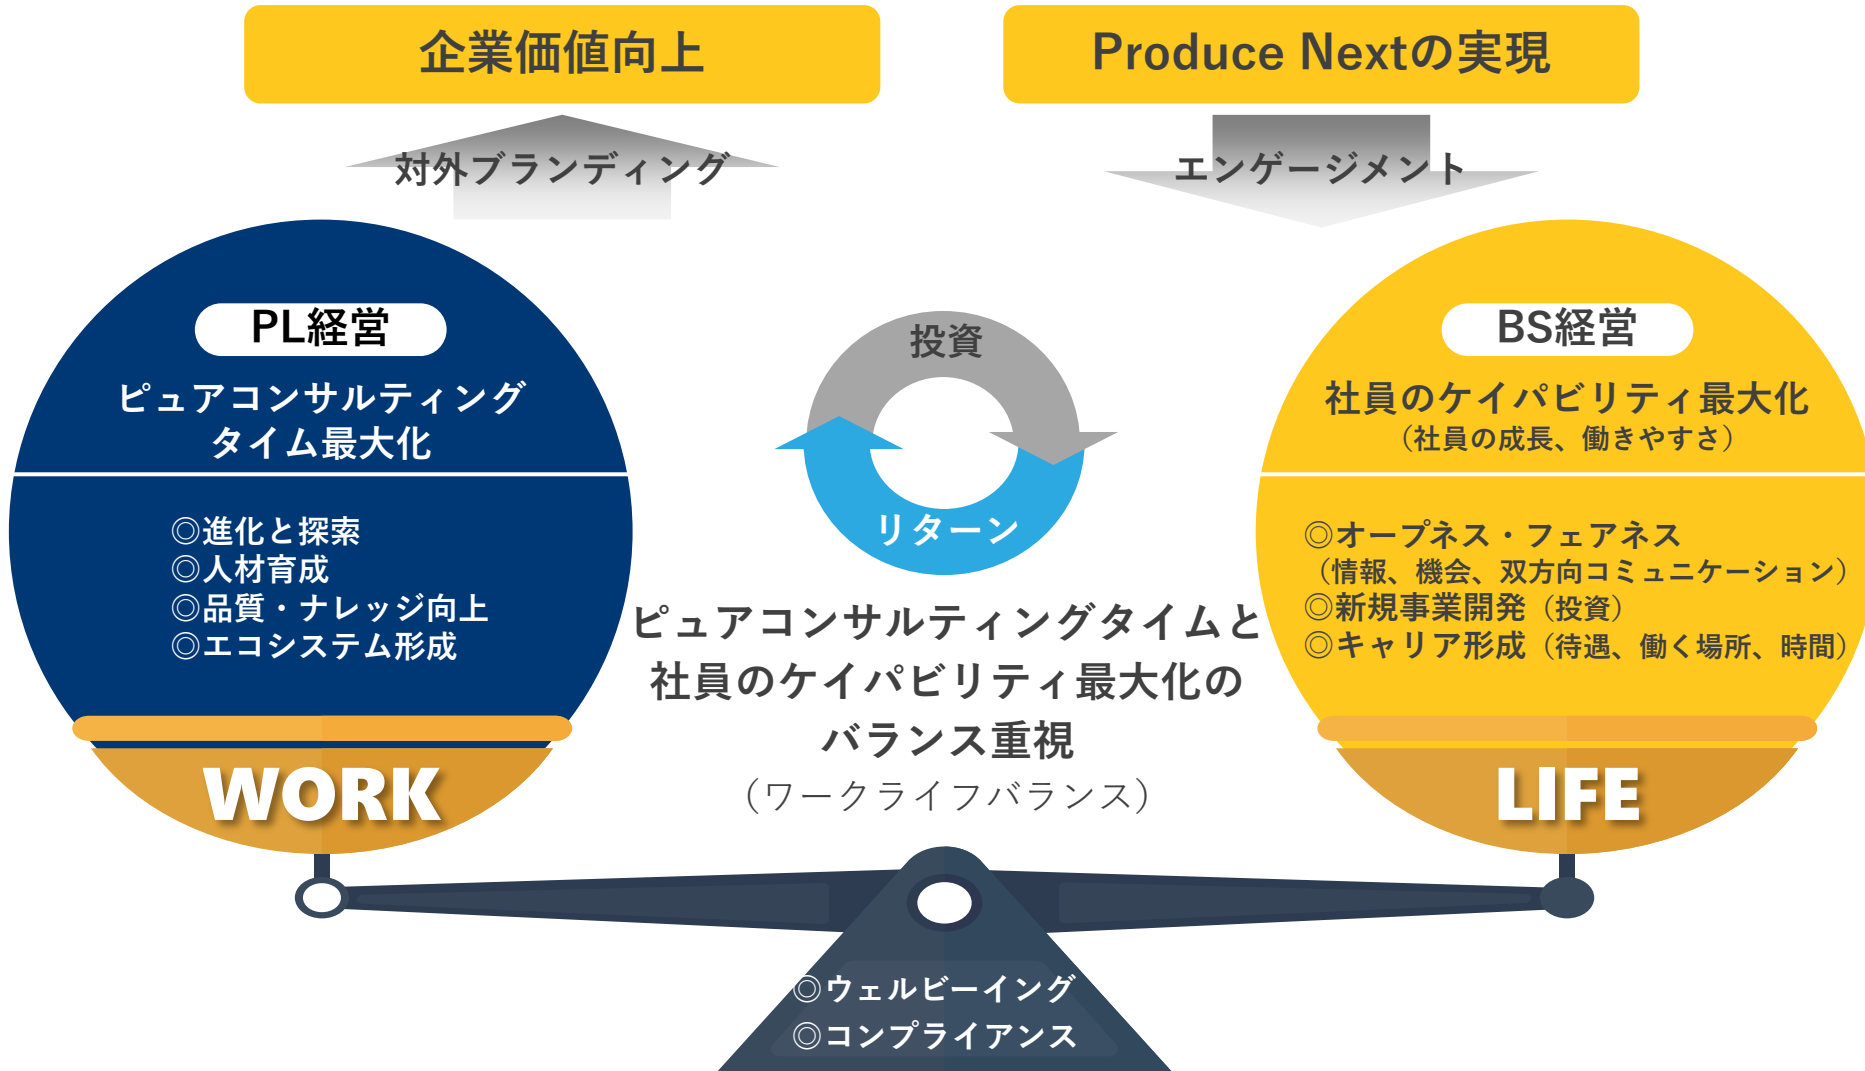 企業価値向上
Produce Nextの実現
対外ブランディング
エンゲージメント
PL経営
ピュアコンサルティング
タイム最大化
◎進化と探索
◎人材育成
◎品質・ナレッジ向上
◎エコシステム形成
WORK
投資
リターン
ピュアコンサルティングタイムと
社員のケイパビリティ最大化の
バランス重視
（ワークライフバランス）
BS経営
社員のケイパビリティ最大化
（社員の成長、働きやすさ）
◎オープネス・フェアネス
（情報、機会、双方向コミュニケーション）
◎新規事業開発（投資）
◎キャリア形成（待遇、働く場所、時間）
LIFE
◎ウェルビーイング
◎コンプライアンス